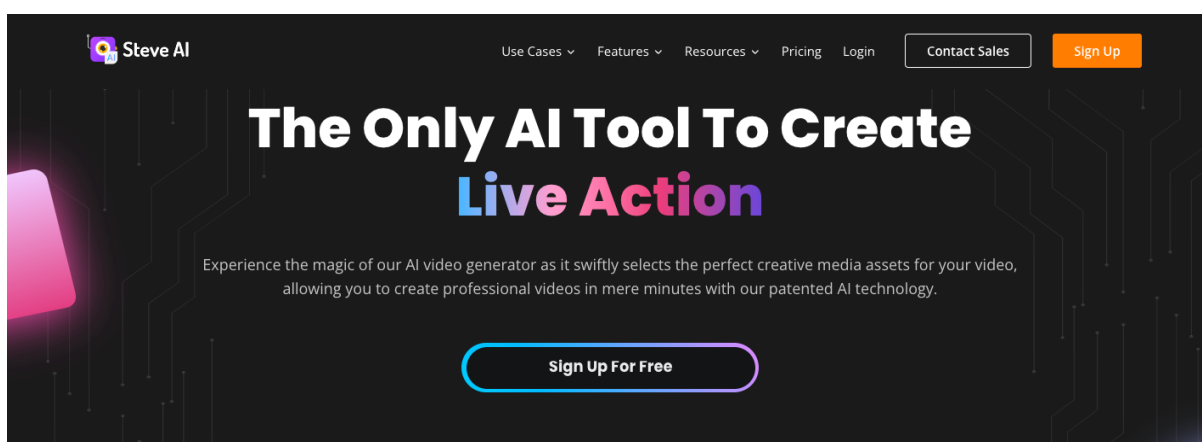 Steve AI
Use Cases Features Resources Pricing Login Contact Sales Sign Up
The Only AI Tool To Create
Live Action
Experience the magic of our AI video generator as it swiftly selects the perfect creative media assets for your video,
allowing you to create professional videos in mere minutes with our patented AI technology.
Sign Up For Free